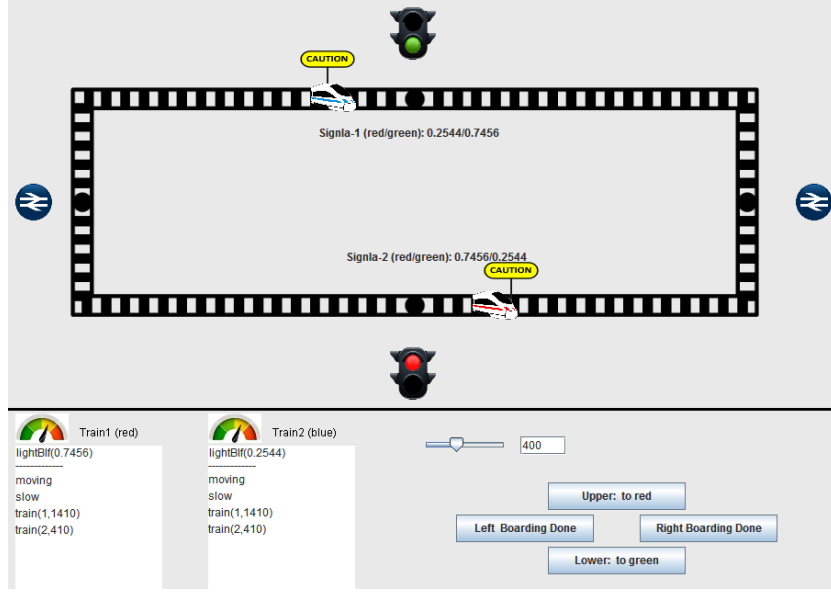 CAUTION
Signla-1 (red/green): 0.2544/0.7456
Signla-2 (red/green): 0.7456/0.2544
CAUTION
Train1 (red)
lightBlf(0.7456)
-------------
moving
slow
train(1,1410)
train(2,410)
Train2 (blue)
lightBlf(0.2544)
-------------
moving
slow
train(1,1410)
train(2,410)
400
Upper: to red
Left Boarding Done
Right Boarding Done
Lower: to green